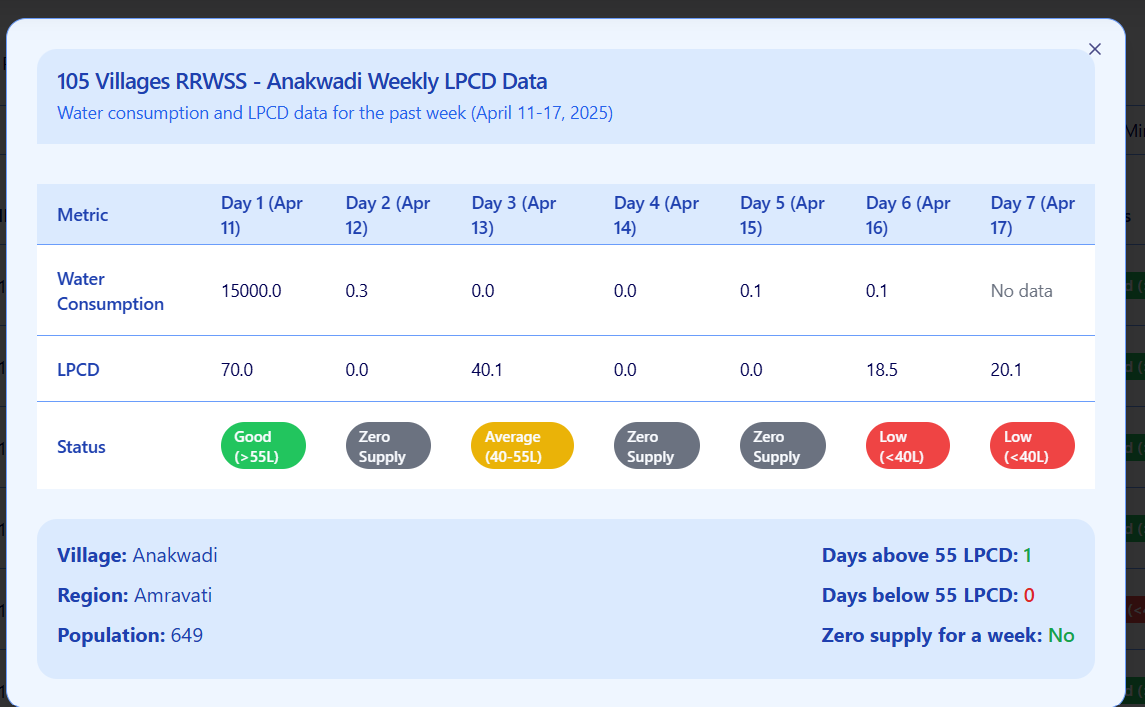 105 Villages RRWSS - Anakwadi Weekly LPCD Data
Water consumption and LPCD data for the past week (April 11-17, 2025)
Metric
Day 1 (Apr 11)
Day 2 (Apr 12)
Day 3 (Apr 13)
Day 4 (Apr 14)
Day 5 (Apr 15)
Day 6 (Apr 16)
Day 7 (Apr 17)
Water Consumption
15000.0
0.3
0.0
0.0
0.1
0.1
No data
LPCD
70.0
0.0
40.1
0.0
0.0
18.5
20.1
Status
Good (>55L)
Zero Supply
Average (40-55L)
Zero Supply
Zero Supply
Low (<40L)
Low (<40L)
Village: Anakwadi
Region: Amravati
Population: 649
Days above 55 LPCD: 1
Days below 55 LPCD: 0
Zero supply for a week: No